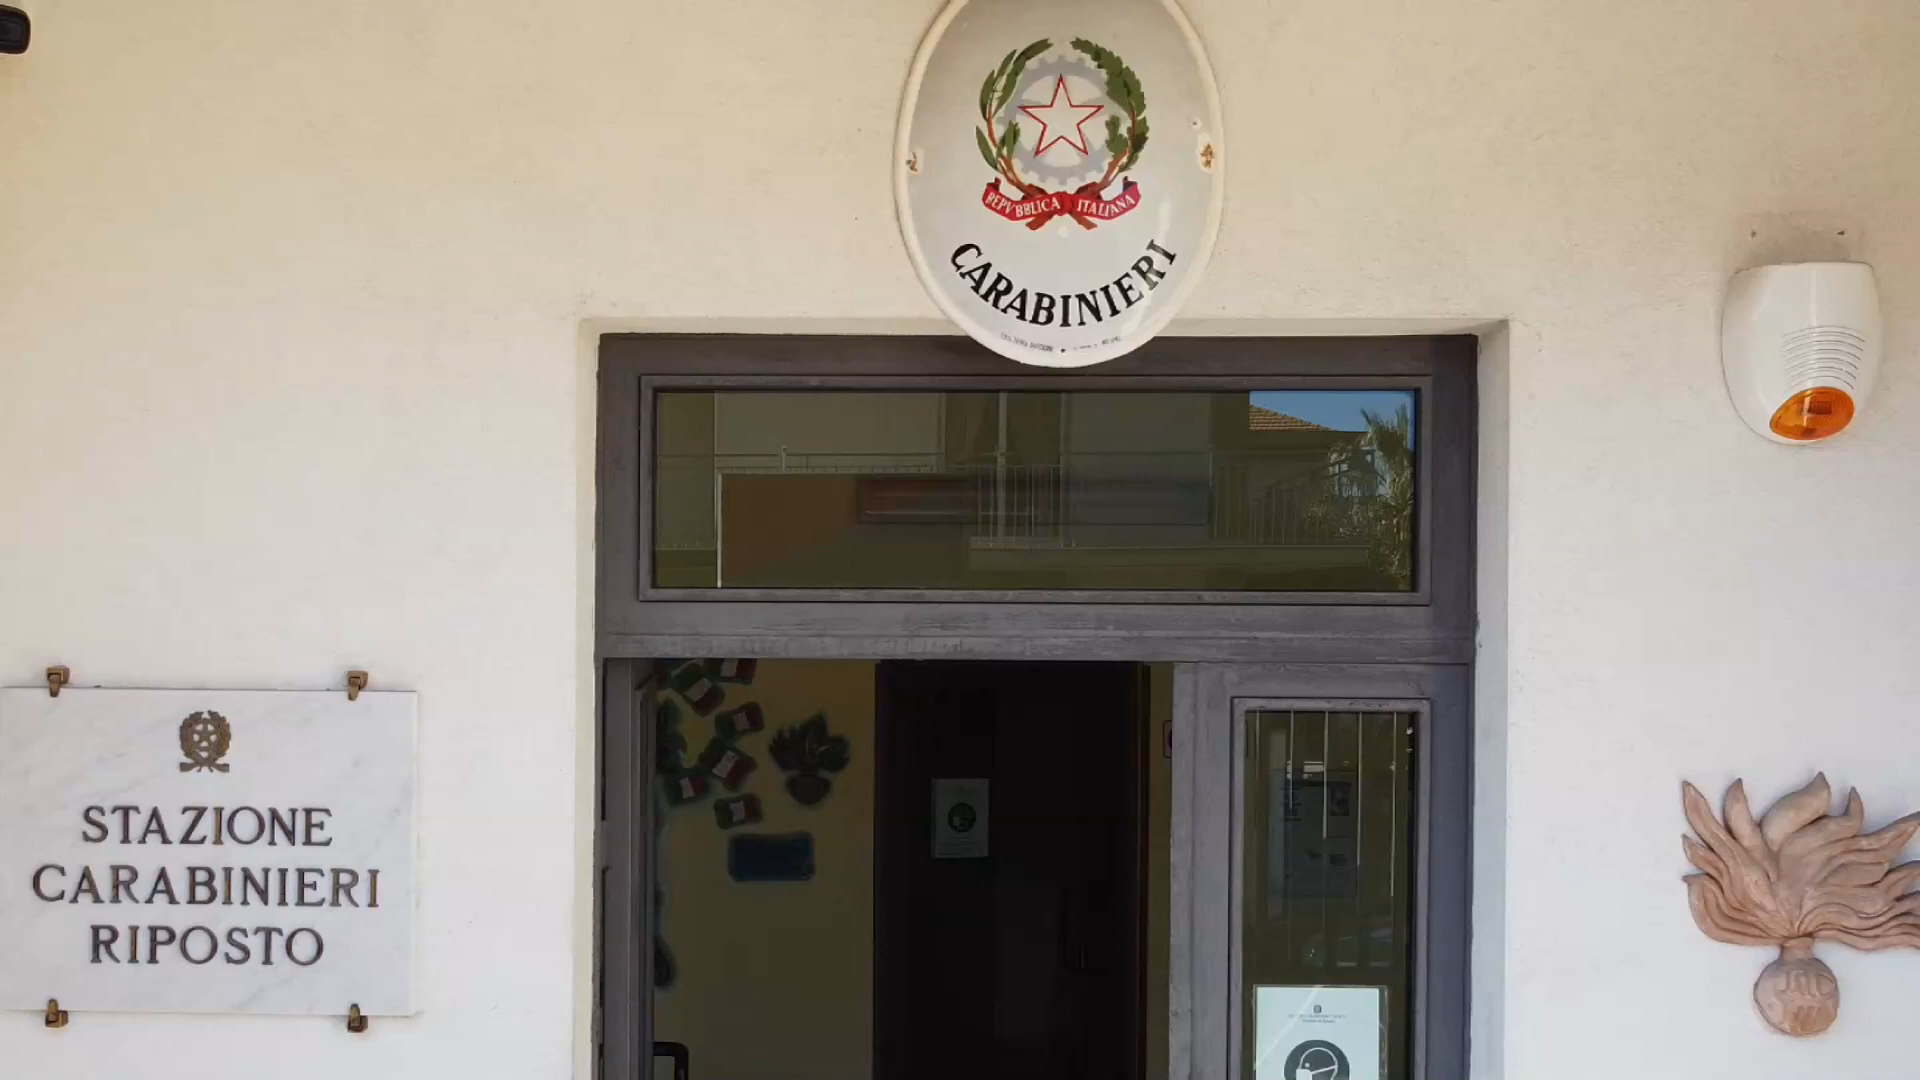 REPVBBLICA ITALIANA
CARABINIERI
STAZIONE
CARABINIERI
RIPOSTO